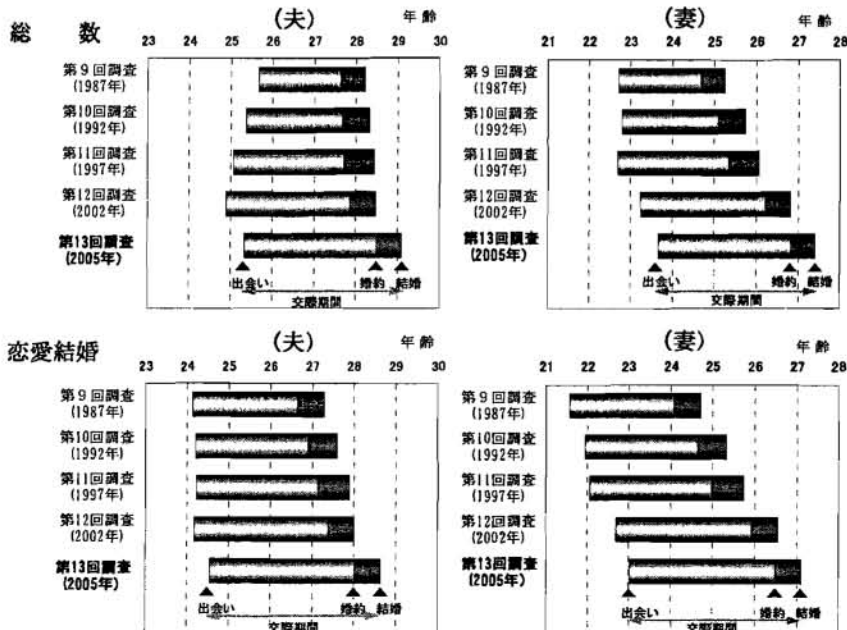 総 数
(夫)
年 齢
23 24 25 26 27 28 29 30
第9回調査
(1987年)
第10回調査
(1992年)
第11回調査
(1997年)
第12回調査
(2002年)
第13回調査
(2005年)
出会い 婚約 結婚
交際期間
(妻)
年 齢
21 22 23 24 25 26 27 28
第9回調査
(1987年)
第10回調査
(1992年)
第11回調査
(1997年)
第12回調査
(2002年)
第13回調査
(2005年)
出会い 婚約 結婚
交際期間
恋愛結婚
(夫)
年 齢
23 24 25 26 27 28 29 30
第9回調査
(1987年)
第10回調査
(1992年)
第11回調査
(1997年)
第12回調査
(2002年)
第13回調査
(2005年)
出会い 婚約 結婚
交際期間
(妻)
年 齢
21 22 23 24 25 26 27 28
第9回調査
(1987年)
第10回調査
(1992年)
第11回調査
(1997年)
第12回調査
(2002年)
第13回調査
(2005年)
出会い 婚約 結婚
交際期間